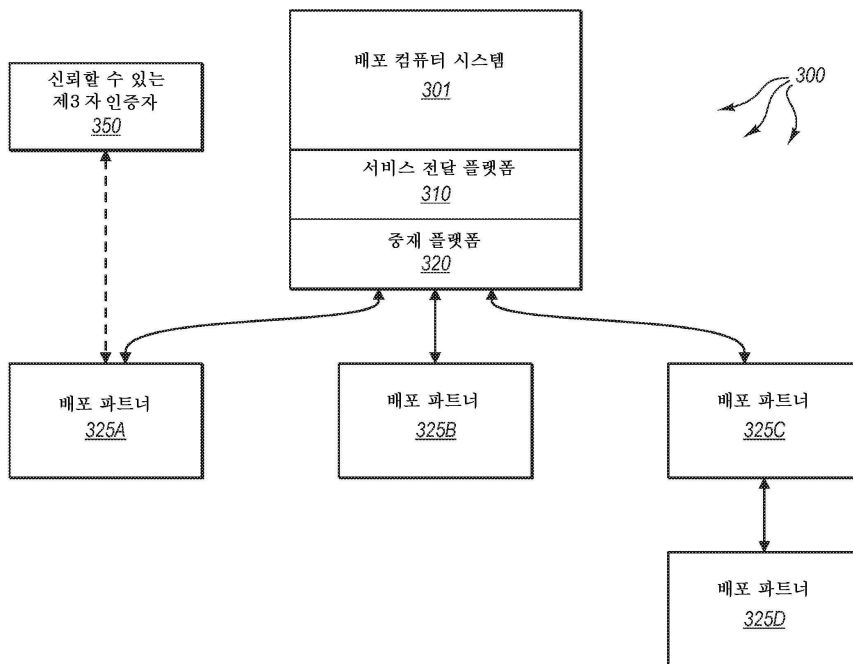 배포 컴퓨터 시스템
301
신뢰할 수 있는
제3자 인증자
350
300
서비스 전달 플랫폼
310
중재 플랫폼
320
배포 파트너
325A
배포 파트너
325B
배포 파트너
325C
배포 파트너
325D